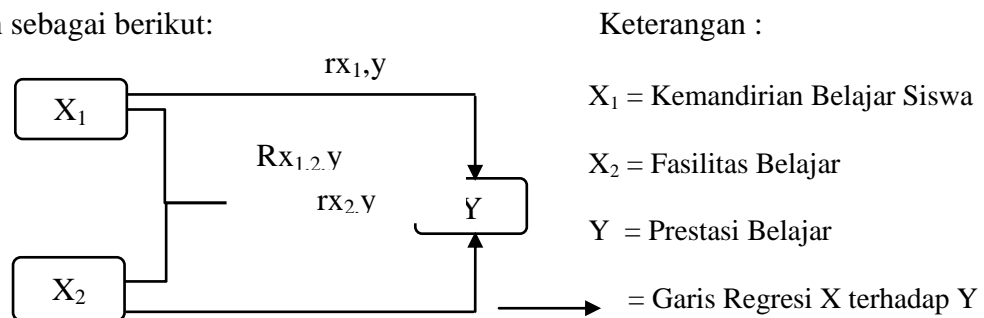 sebagai berikut:
Keterangan :
rx₁,y
X₁
X₁ = Kemandirian Belajar Siswa
Rx₁,₂,y
X₂ = Fasilitas Belajar
rx₂,y
Y
Y = Prestasi Belajar
X₂
= Garis Regresi X terhadap Y